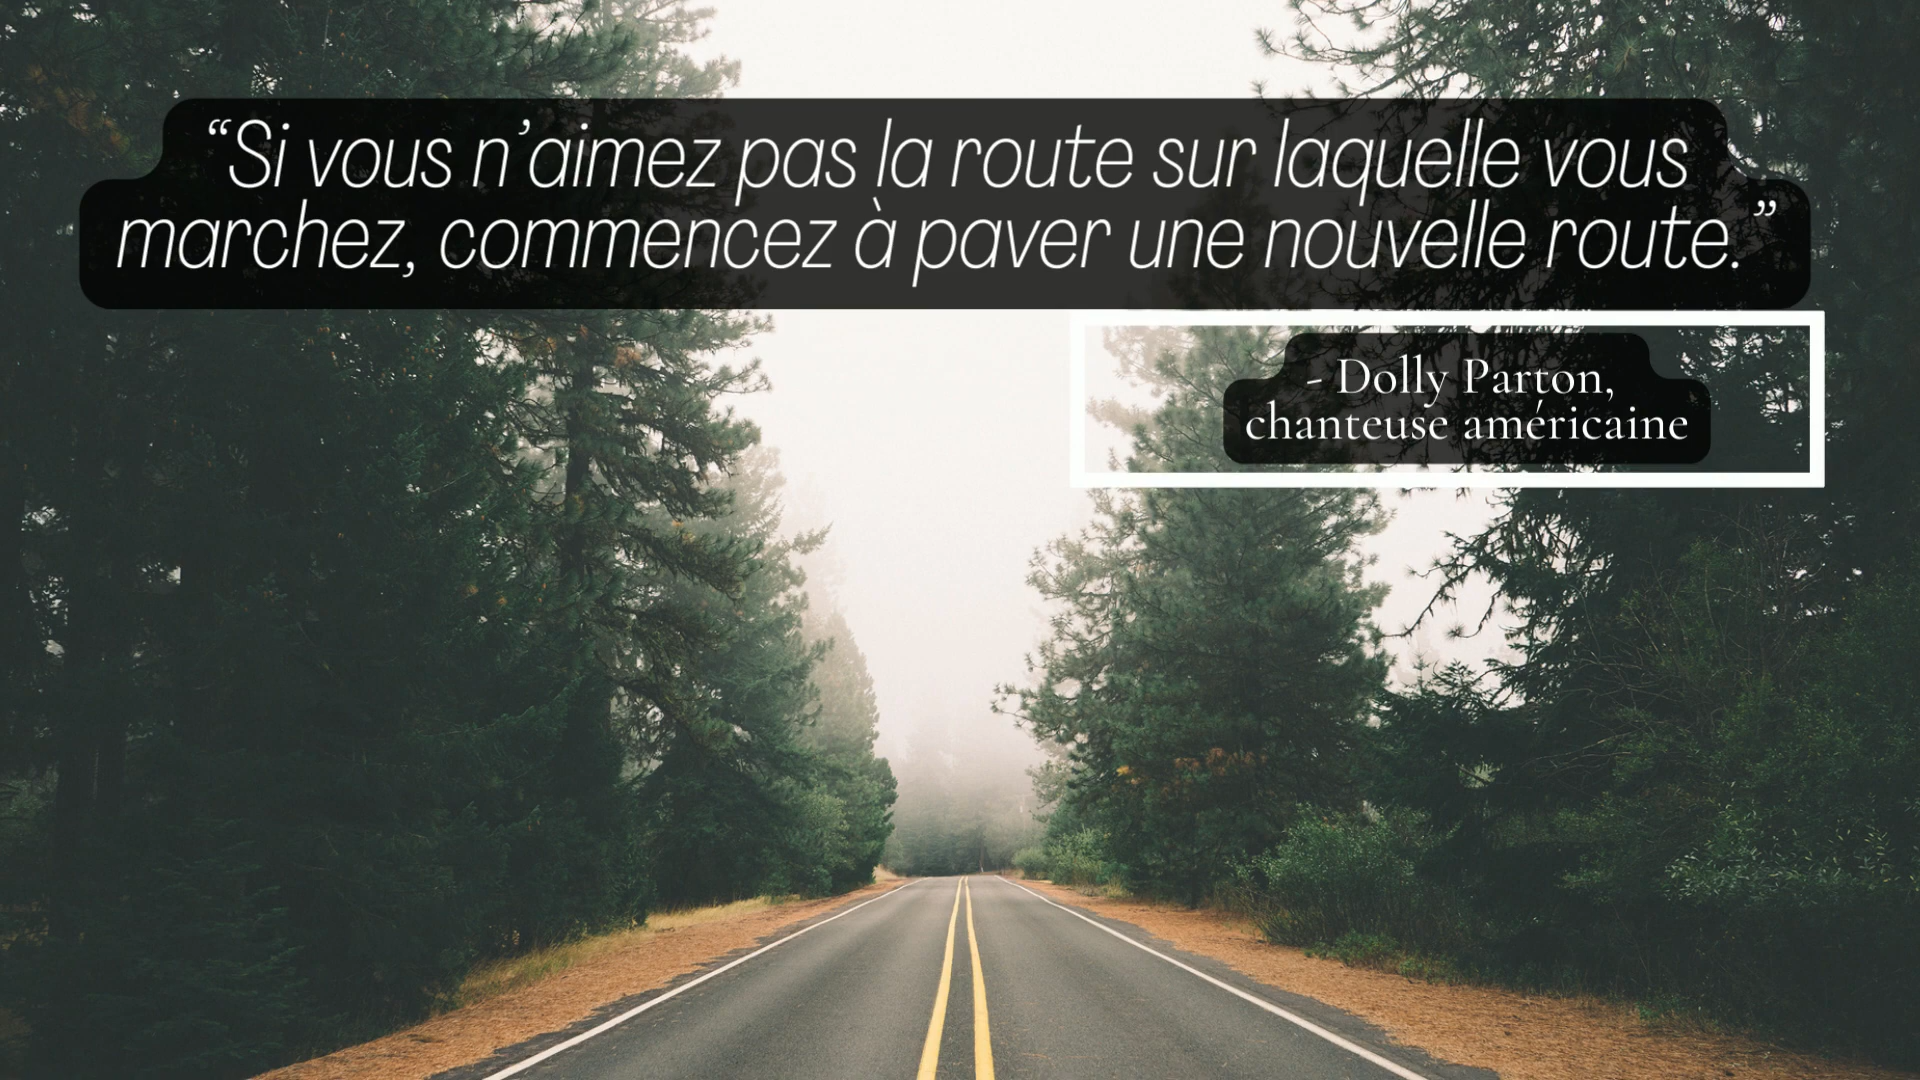 “Si vous n’aimez pas la route sur laquelle vous
marchez, commencez à paver une nouvelle route.”
- Dolly Parton,
chanteuse américaine